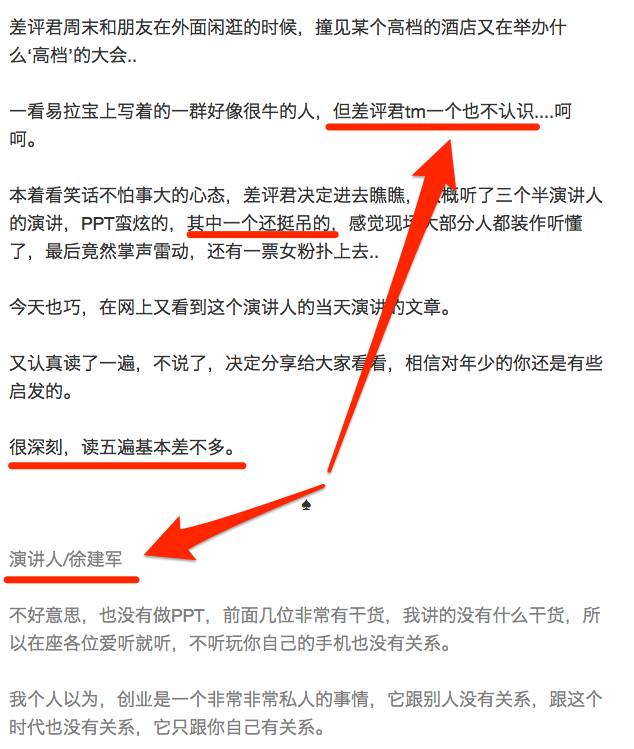 差评君周末和朋友在外面闲逛的时候，撞见某个高档的酒店又在举办什
么‘高档’的大会..
一看易拉宝上写着的一群好像很牛的人，但差评君tm一个也不认识....呵
呵。
本着看笑话不怕事大的心态，差评君决定进去瞧瞧，概听了三个半演讲人
的演讲，PPT蛮炫的，其中一个还挺吊的，感觉现场大部分人都装作听懂
了，最后竟然掌声雷动，还有一票女粉扑上去..
今天也巧，在网上又看到这个演讲人的当天演讲的文章。
又认真读了一遍，不说了，决定分享给大家看看，相信对年少的你还是有些
启发的。
很深刻，读五遍基本差不多。
♠
演讲人/徐建军
不好意思，也没有做PPT，前面几位非常有干货，我讲的没有什么干货，所
以在座各位爱听就听，不听玩你自己的手机也没有关系。
我个人以为，创业是一个非常非常私人的事情，它跟别人没有关系，跟这个
时代也没有关系，它只跟你自己有关系。